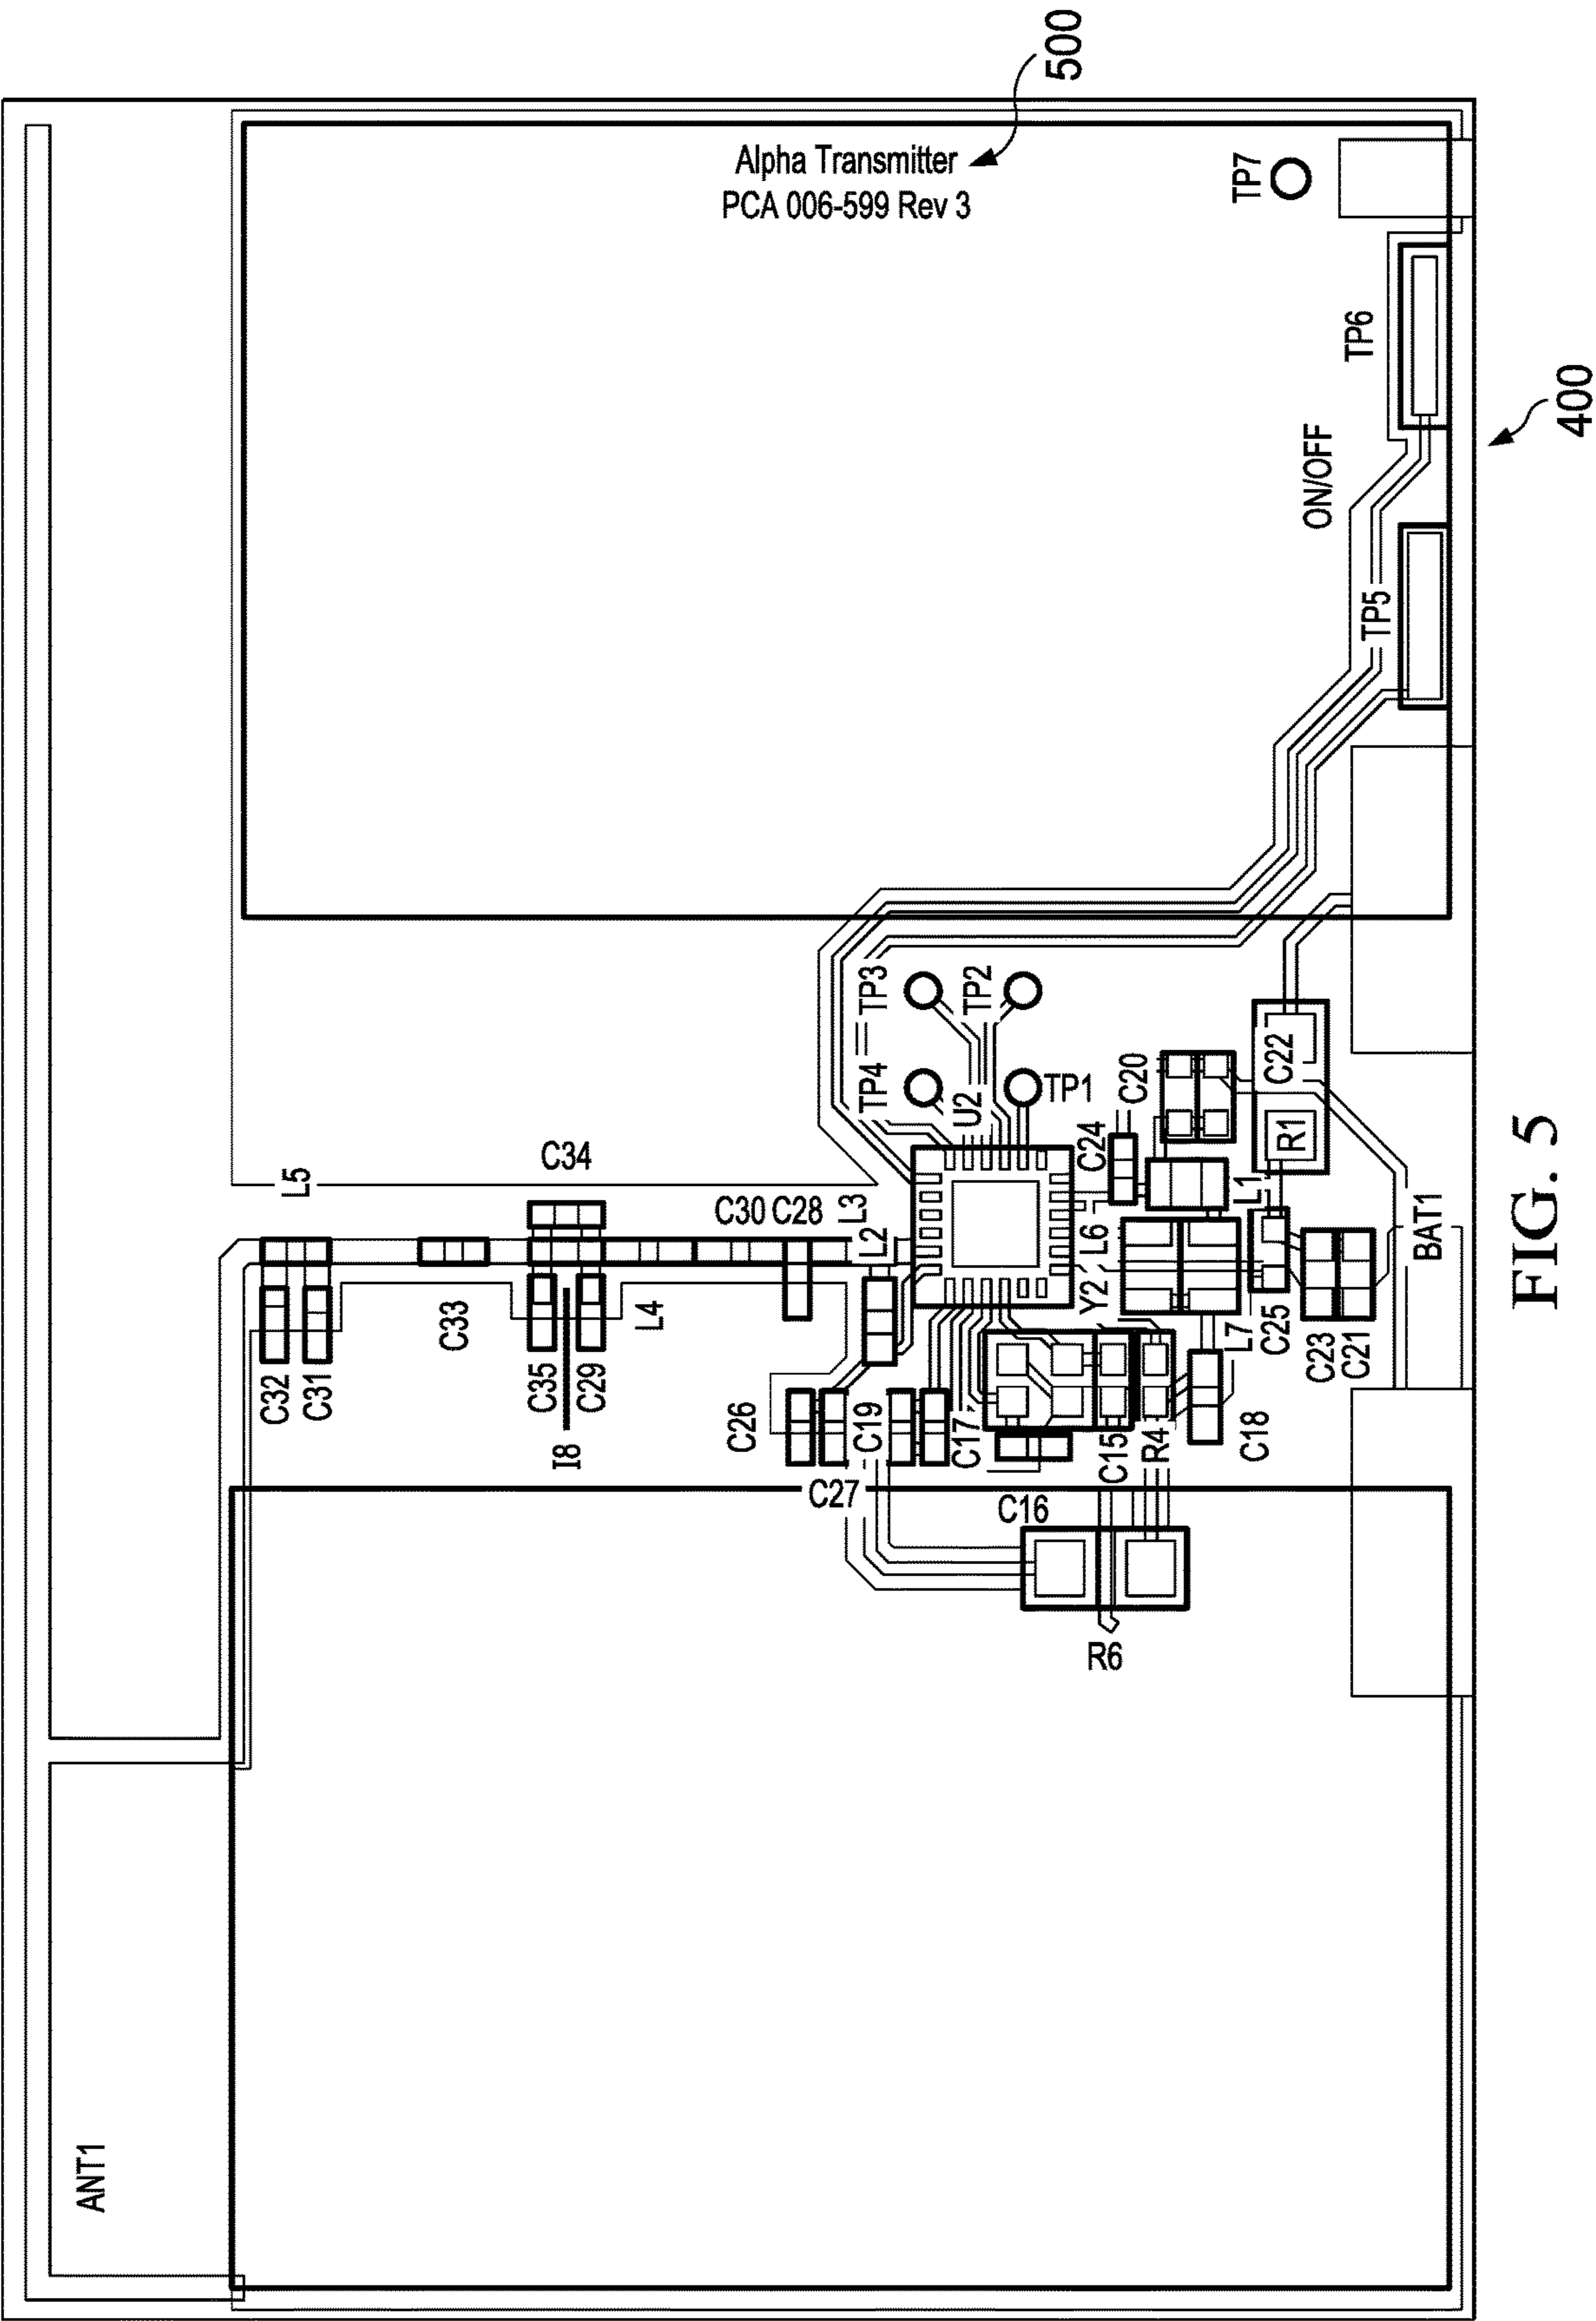 500
Alpha Transmitter
PCA 006-599 Rev 3
TP7
TP6
400
ON/OFF
TP5
TP3
TP2
TP4
U2
TP1
C20
C22
C24
R1
L5
C34
C30 C28
L3
L2
L6
L1
BAT1
Y2
C33
L4
L7
C25
C23
C21
C32
C31
C35
C29
I8
C26
C19
C17
C15
R4
C18
C27
C16
R6
ANT1
FIG. 5